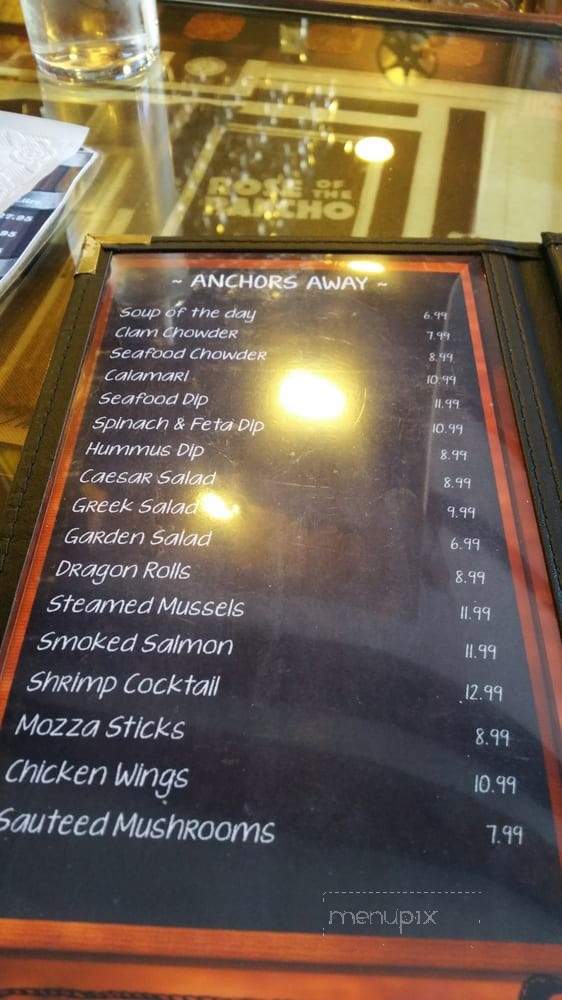 ROSE OF THE RANCHO
27.95
.95
~ ANCHORS AWAY ~
Soup of the day 6.99
Clam Chowder 7.99
Seafood Chowder 8.99
Calamari 10.99
Seafood Dip 11.99
Spinach & Feta Dip 10.99
Hummus Dip 8.99
Caesar Salad 8.99
Greek Salad 9.99
Garden Salad 6.99
Dragon Rolls 8.99
Steamed Mussels 11.99
Smoked Salmon 11.99
Shrimp Cocktail 12.99
Mozza Sticks 8.99
Chicken Wings 10.99
Sauteed Mushrooms 7.99
menupix